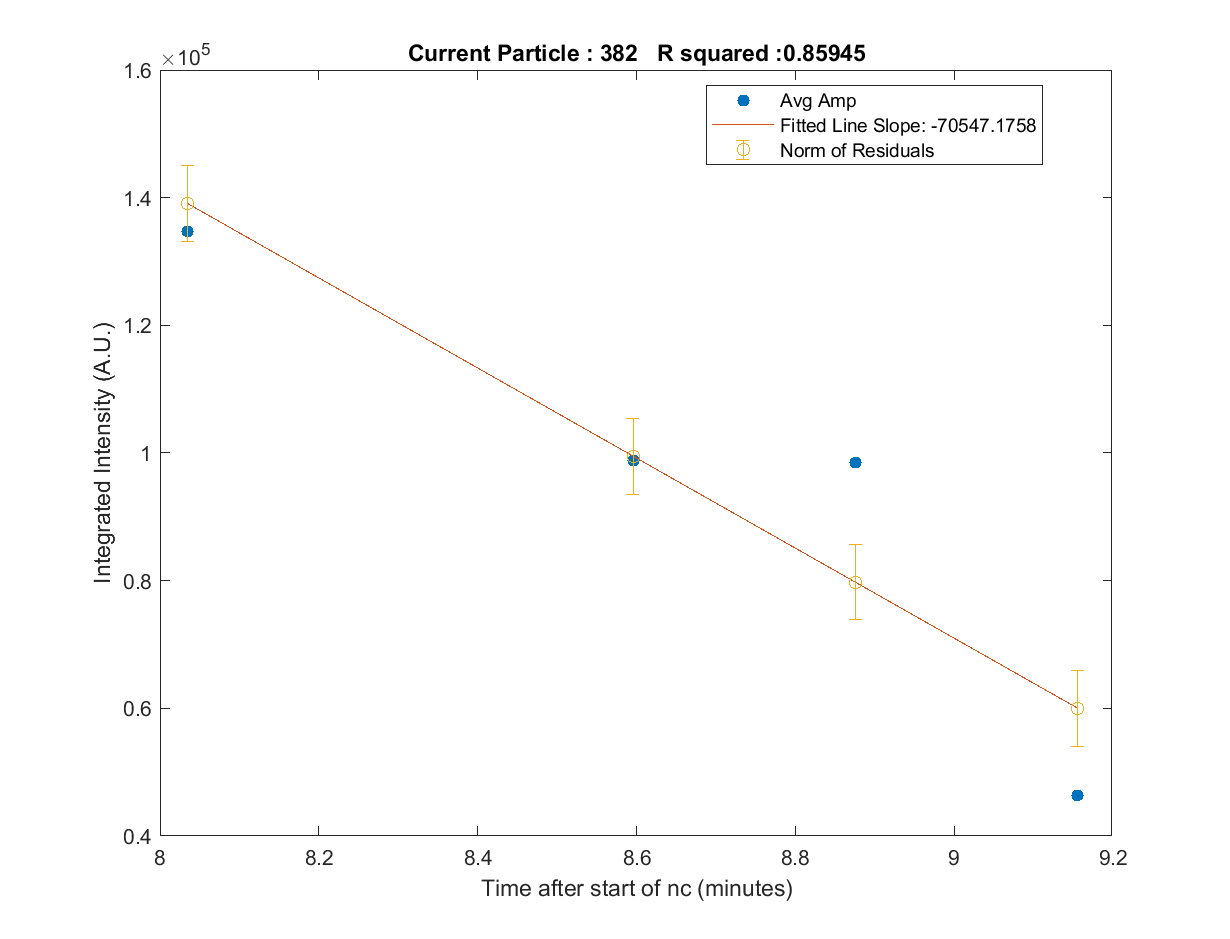 Current Particle : 382 R squared :0.85945
×10^5
1.6
1.4
1.2
1
0.8
0.6
0.4
8 8.2 8.4 8.6 8.8 9 9.2
Integrated Intensity (A.U.)
Time after start of nc (minutes)
Avg Amp
Fitted Line Slope: -70547.1758
Norm of Residuals